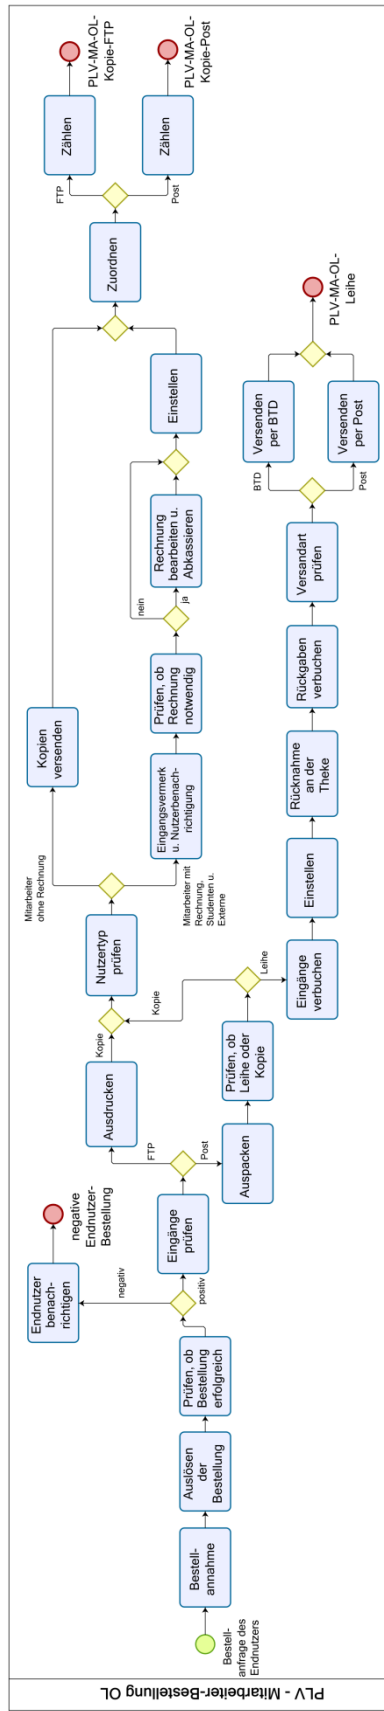 PLV - Mitarbeiter-Bestellung OL
Bestell-
anfrage des
Endnutzers
Bestell-
annahme
Auslösen
der
Bestellung
Prüfen, ob
Bestellung
erfolgreich
negativ
positiv
Endnutzer
benach-
richtigen
negative
Endnutzer-
Bestellung
Eingänge
prüfen
FTP
Post
Ausdrucken
Kopie
Auspacken
Prüfen, ob
Leihe oder
Kopie
Kopie
Leihe
Nutzertyp
prüfen
Mitarbeiter
ohne Rechnung
Mitarbeiter mit
Rechnung,
Studenten u.
Externe
Kopien
versenden
Eingangsvermerk
u. Nutzerbenach-
richtigung
Prüfen, ob
Rechnung
notwendig
nein
ja
Rechnung
bearbeiten u.
Abkassieren
Einstellen
Zuordnen
FTP
Post
Zählen
PLV-MA-OL-
Kopie-FTP
Zählen
PLV-MA-OL-
Kopie-Post
Eingänge
verbuchen
Einstellen
Rücknahme
an der
Theke
Rückgaben
verbuchen
Versandart
prüfen
BTD
Post
Versenden
per BTD
Versenden
per Post
PLV-MA-OL-
Leihe